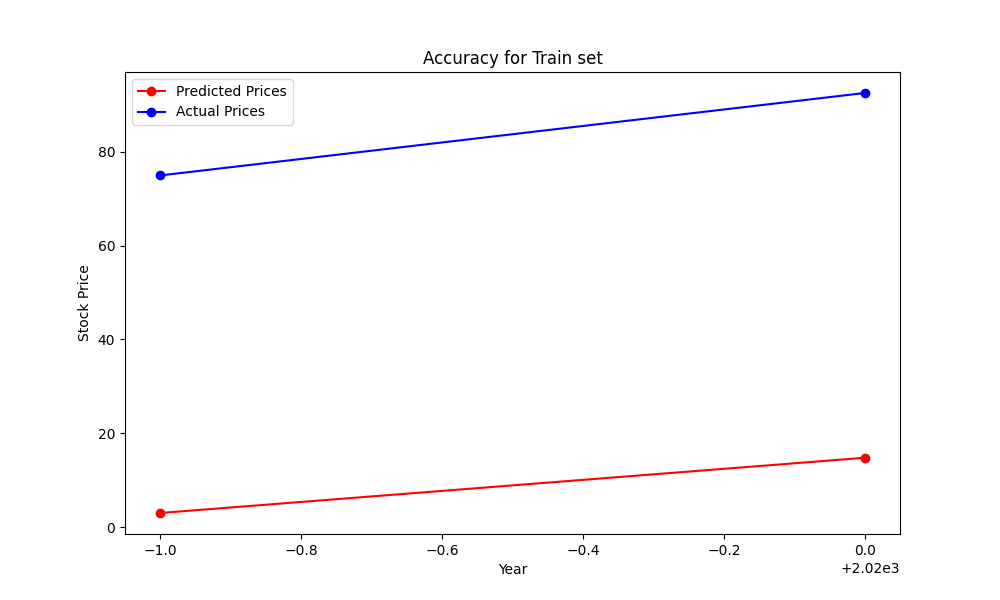 Accuracy for Train set
Predicted Prices
Actual Prices
80
60
40
20
0
Stock Price
−1.0 −0.8 −0.6 −0.4 −0.2 0.0
Year
+2.02e3